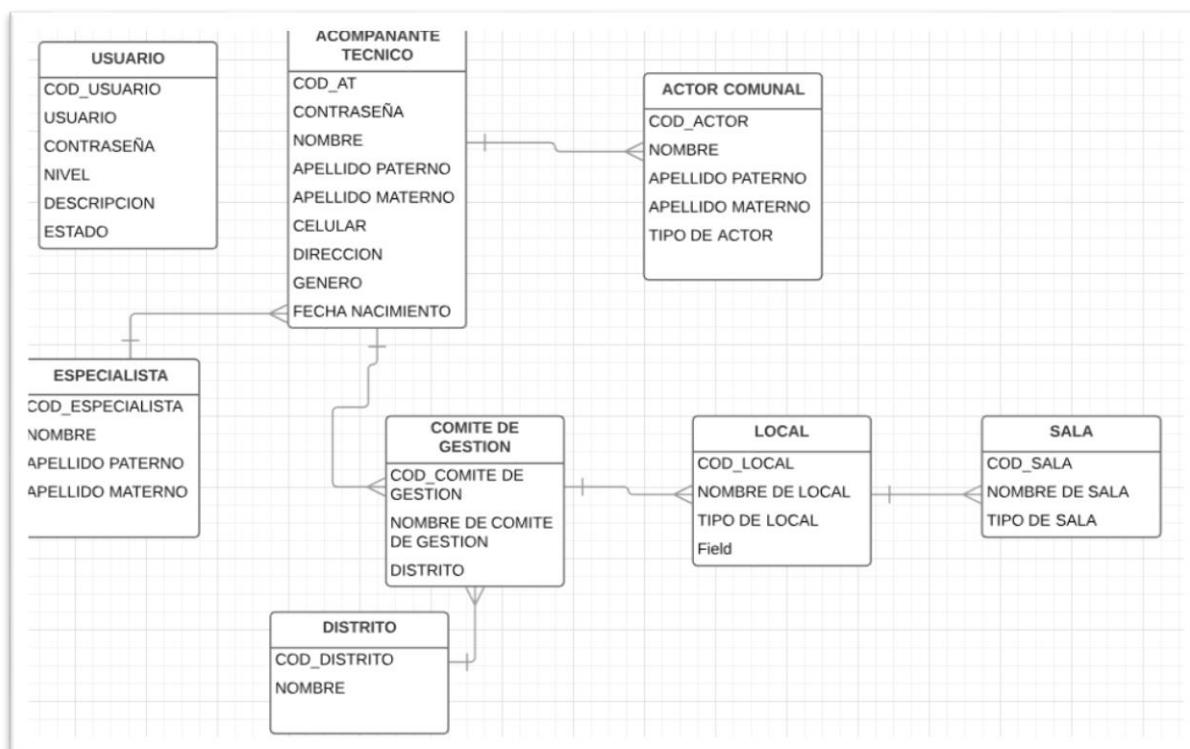 USUARIO
COD_USUARIO
USUARIO
CONTRASEÑA
NIVEL
DESCRIPCION
ESTADO
ACOMPANANTE
TECNICO
COD_AT
CONTRASEÑA
NOMBRE
APELLIDO PATERNO
APELLIDO MATERNO
CELULAR
DIRECCION
GENERO
FECHA NACIMIENTO
ACTOR COMUNAL
COD_ACTOR
NOMBRE
APELLIDO PATERNO
APELLIDO MATERNO
TIPO DE ACTOR
ESPECIALISTA
COD_ESPECIALISTA
NOMBRE
APELLIDO PATERNO
APELLIDO MATERNO
COMITE DE
GESTION
COD_COMITE DE
GESTION
NOMBRE DE COMITE
DE GESTION
DISTRITO
LOCAL
COD_LOCAL
NOMBRE DE LOCAL
TIPO DE LOCAL
Field
SALA
COD_SALA
NOMBRE DE SALA
TIPO DE SALA
DISTRITO
COD_DISTRITO
NOMBRE